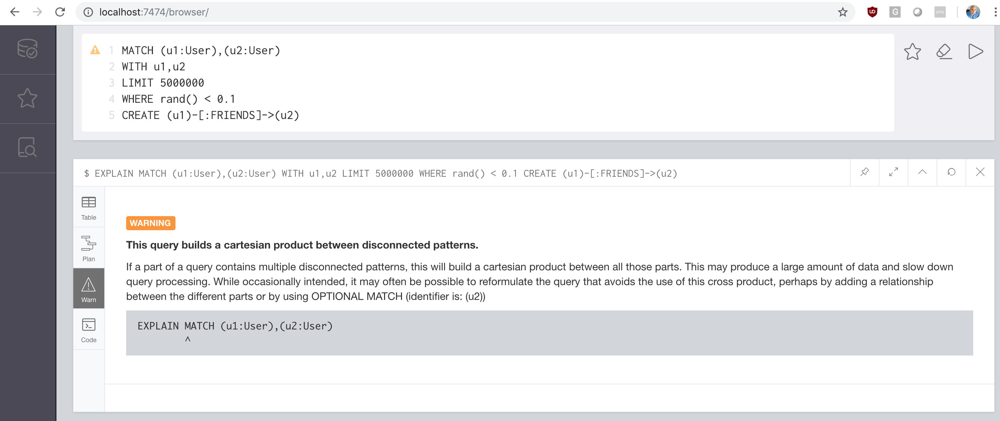 localhost:7474/browser/
G
pexip
1 MATCH (u1:User),(u2:User)
2 WITH u1,u2
3 LIMIT 5000000
4 WHERE rand() < 0.1
5 CREATE (u1)-[:FRIENDS]->(u2)
$ EXPLAIN MATCH (u1:User),(u2:User) WITH u1,u2 LIMIT 5000000 WHERE rand() < 0.1 CREATE (u1)-[:FRIENDS]->(u2)
Table
Plan
Warn
Code
WARNING
This query builds a cartesian product between disconnected patterns.
If a part of a query contains multiple disconnected patterns, this will build a cartesian product between all those parts. This may produce a large amount of data and slow down
query processing. While occasionally intended, it may often be possible to reformulate the query that avoids the use of this cross product, perhaps by adding a relationship
between the different parts or by using OPTIONAL MATCH (identifier is: (u2))
EXPLAIN MATCH (u1:User),(u2:User)
^